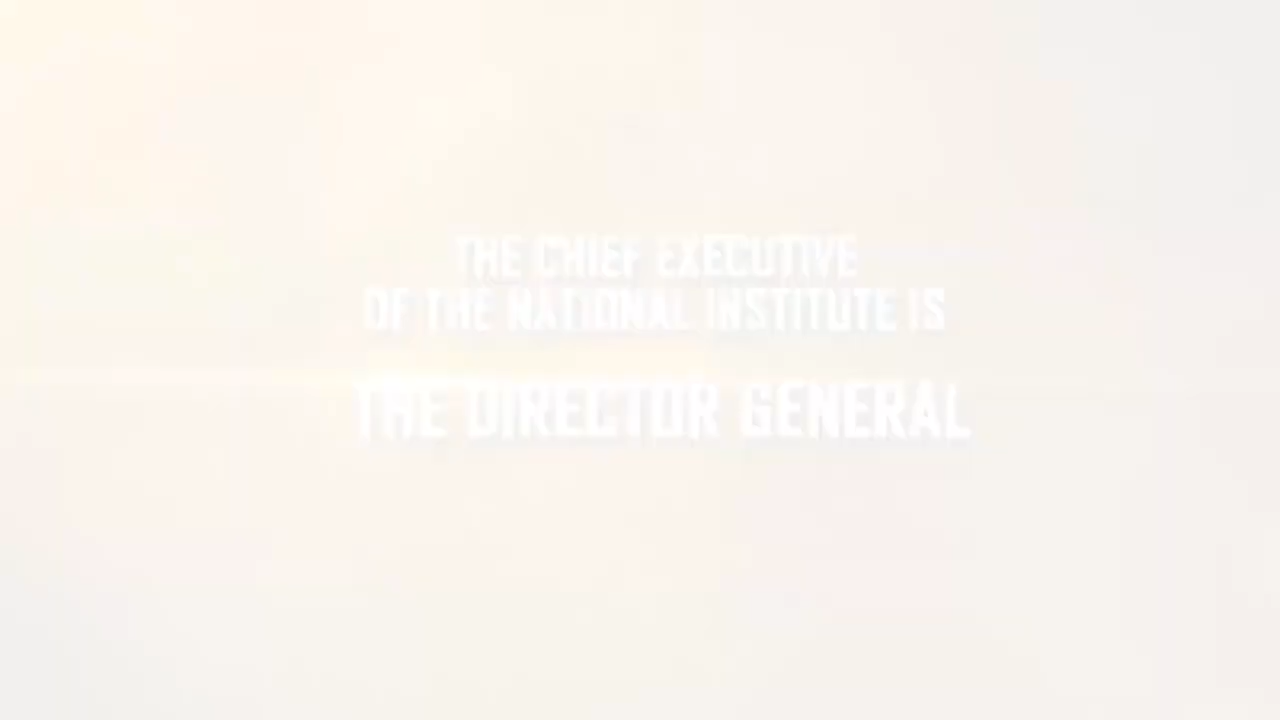 THE CHIEF EXECUTIVE
OF THE NATIONAL INSTITUTE IS
THE DIRECTOR GENERAL